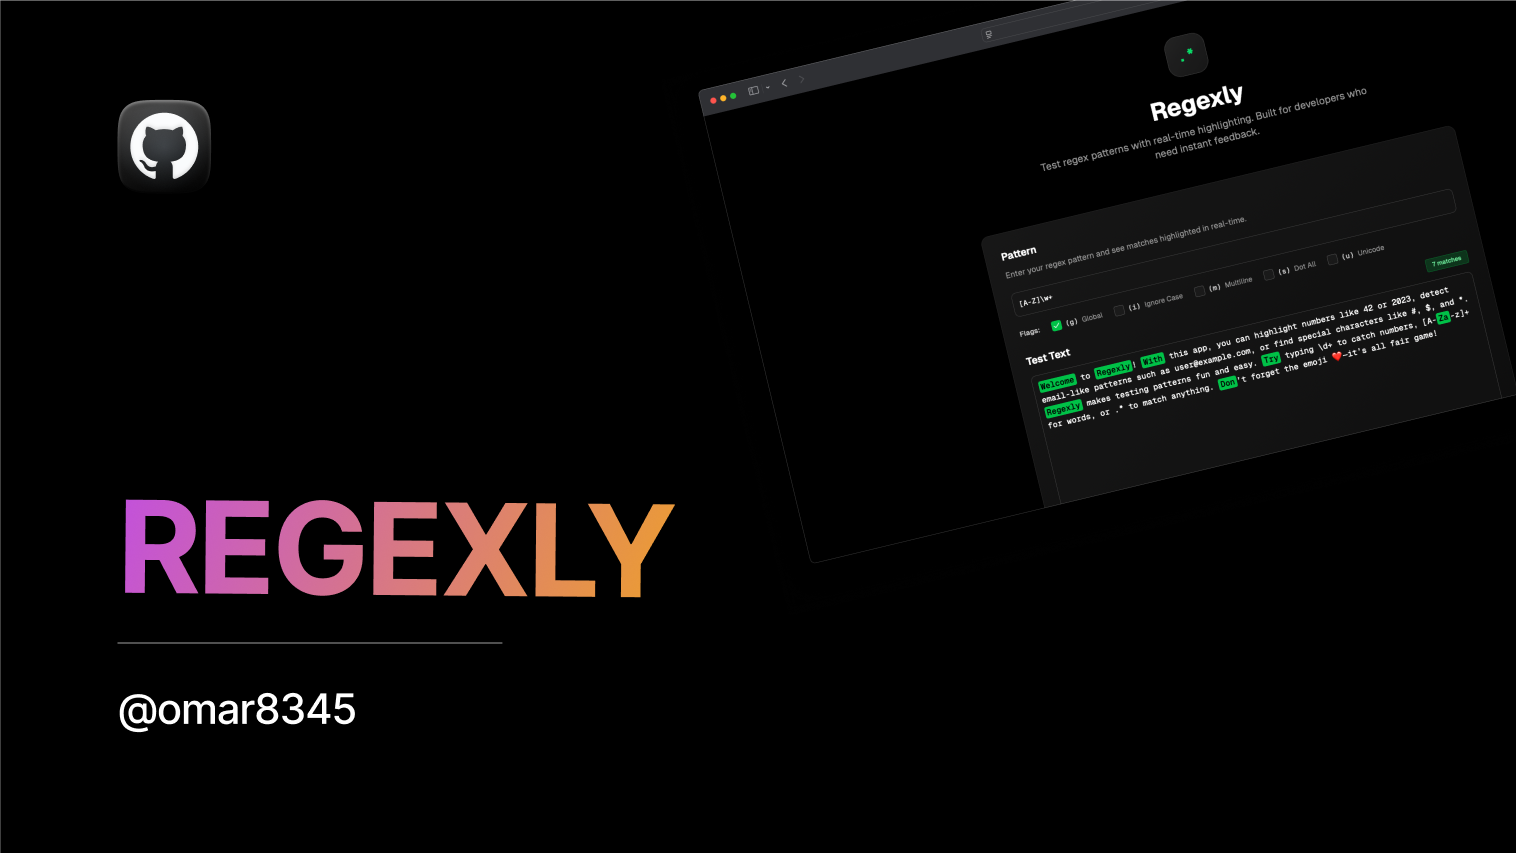 Regexly
Test regex patterns with real-time highlighting. Built for developers who
need instant feedback.
Pattern
Enter your regex pattern and see matches highlighted in real-time.
[A-Z]\w+
Flags: (g) Global (i) Ignore Case (m) Multiline (s) Dot All (u) Unicode
7 matches
Test Text
Welcome to Regexly! With this app, you can highlight numbers like 42 or 2023, detect
email-like patterns such as user@example.com, or find special characters like #, $, and *.
Regexly makes testing patterns fun and easy. Try typing \d+ to catch numbers, [A-Za-z]+
for words, or .* to match anything. Don't forget the emoji ❤️—it's all fair game!
REGEXLY
@omar8345